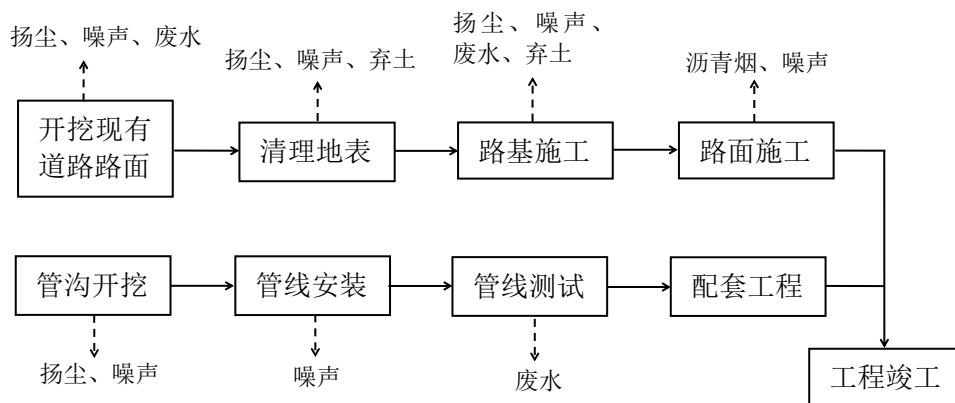 扬尘、噪声、废水
扬尘、噪声、弃土
扬尘、噪声、
废水、弃土
沥青烟、噪声
开挖现有
道路路面
清理地表
路基施工
路面施工
管沟开挖
管线安装
管线测试
配套工程
扬尘、噪声
噪声
废水
工程竣工